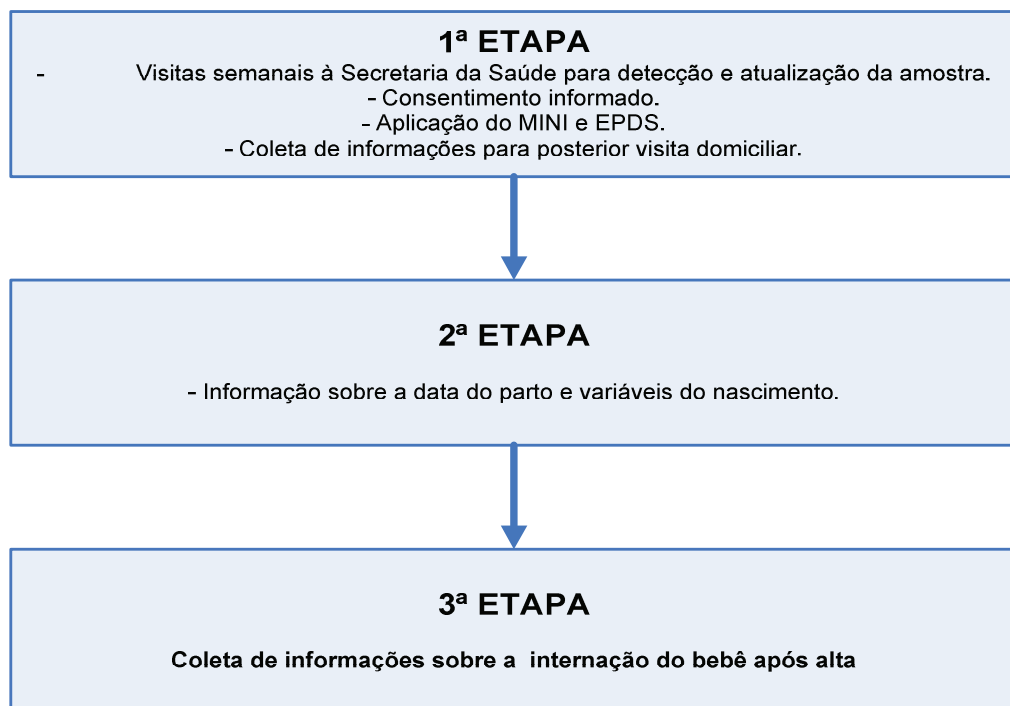 1ª ETAPA
- Visitas semanais à Secretaria da Saúde para detecção e atualização da amostra.
- Consentimento informado.
- Aplicação do MINI e EPDS.
- Coleta de informações para posterior visita domiciliar.
2ª ETAPA
- Informação sobre a data do parto e variáveis do nascimento.
3ª ETAPA
Coleta de informações sobre a internação do bebê após alta